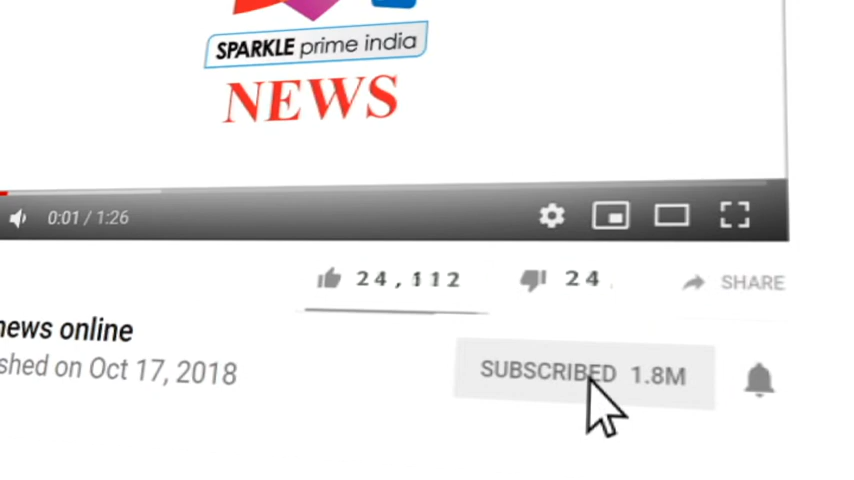 SPARKLE prime india
NEWS
0:01 / 1:26
24,112
24
SHARE
news online
shed on Oct 17, 2018
SUBSCRIBED 1.8M